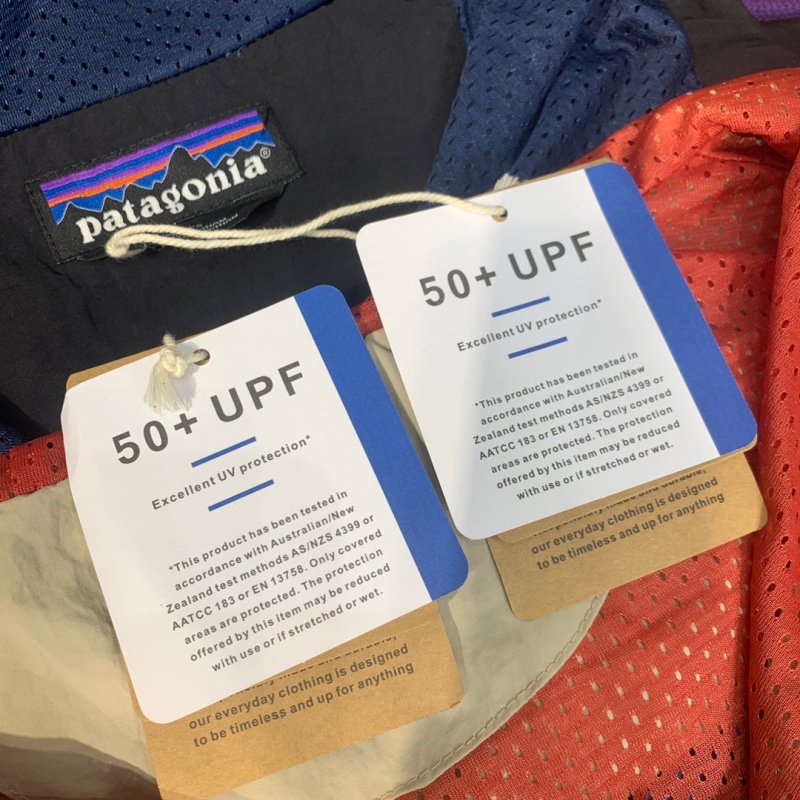 patagonia®
50+ UPF
Excellent UV protection*
*This product has been tested in
accordance with Australian/New
Zealand test methods AS/NZS 4399 or
AATCC 183 or EN 13758. Only covered
areas are protected. The protection
offered by this item may be reduced
with use or if stretched or wet.
our everyday clothing is designed
to be timeless and up for anything
50+ UPF
Excellent UV protection*
*This product has been tested in
accordance with Australian/New
Zealand test methods AS/NZS 4399 or
AATCC 183 or EN 13758. Only covered
areas are protected. The protection
offered by this item may be reduced
with use or if stretched or wet.
our everyday clothing is designed
to be timeless and up for anything